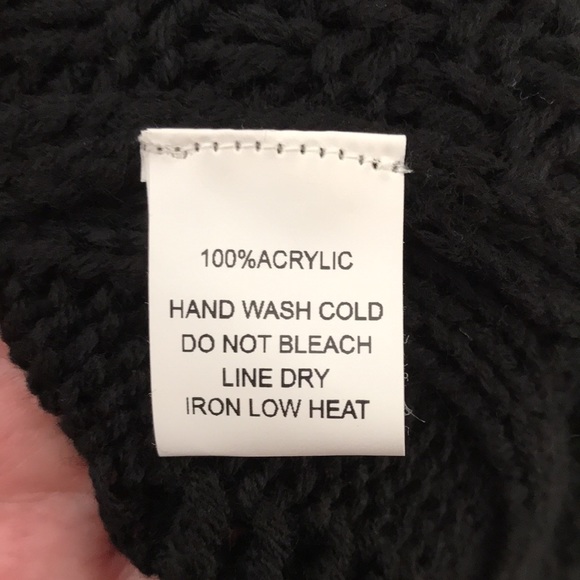 100%ACRYLIC
HAND WASH COLD
DO NOT BLEACH
LINE DRY
IRON LOW HEAT